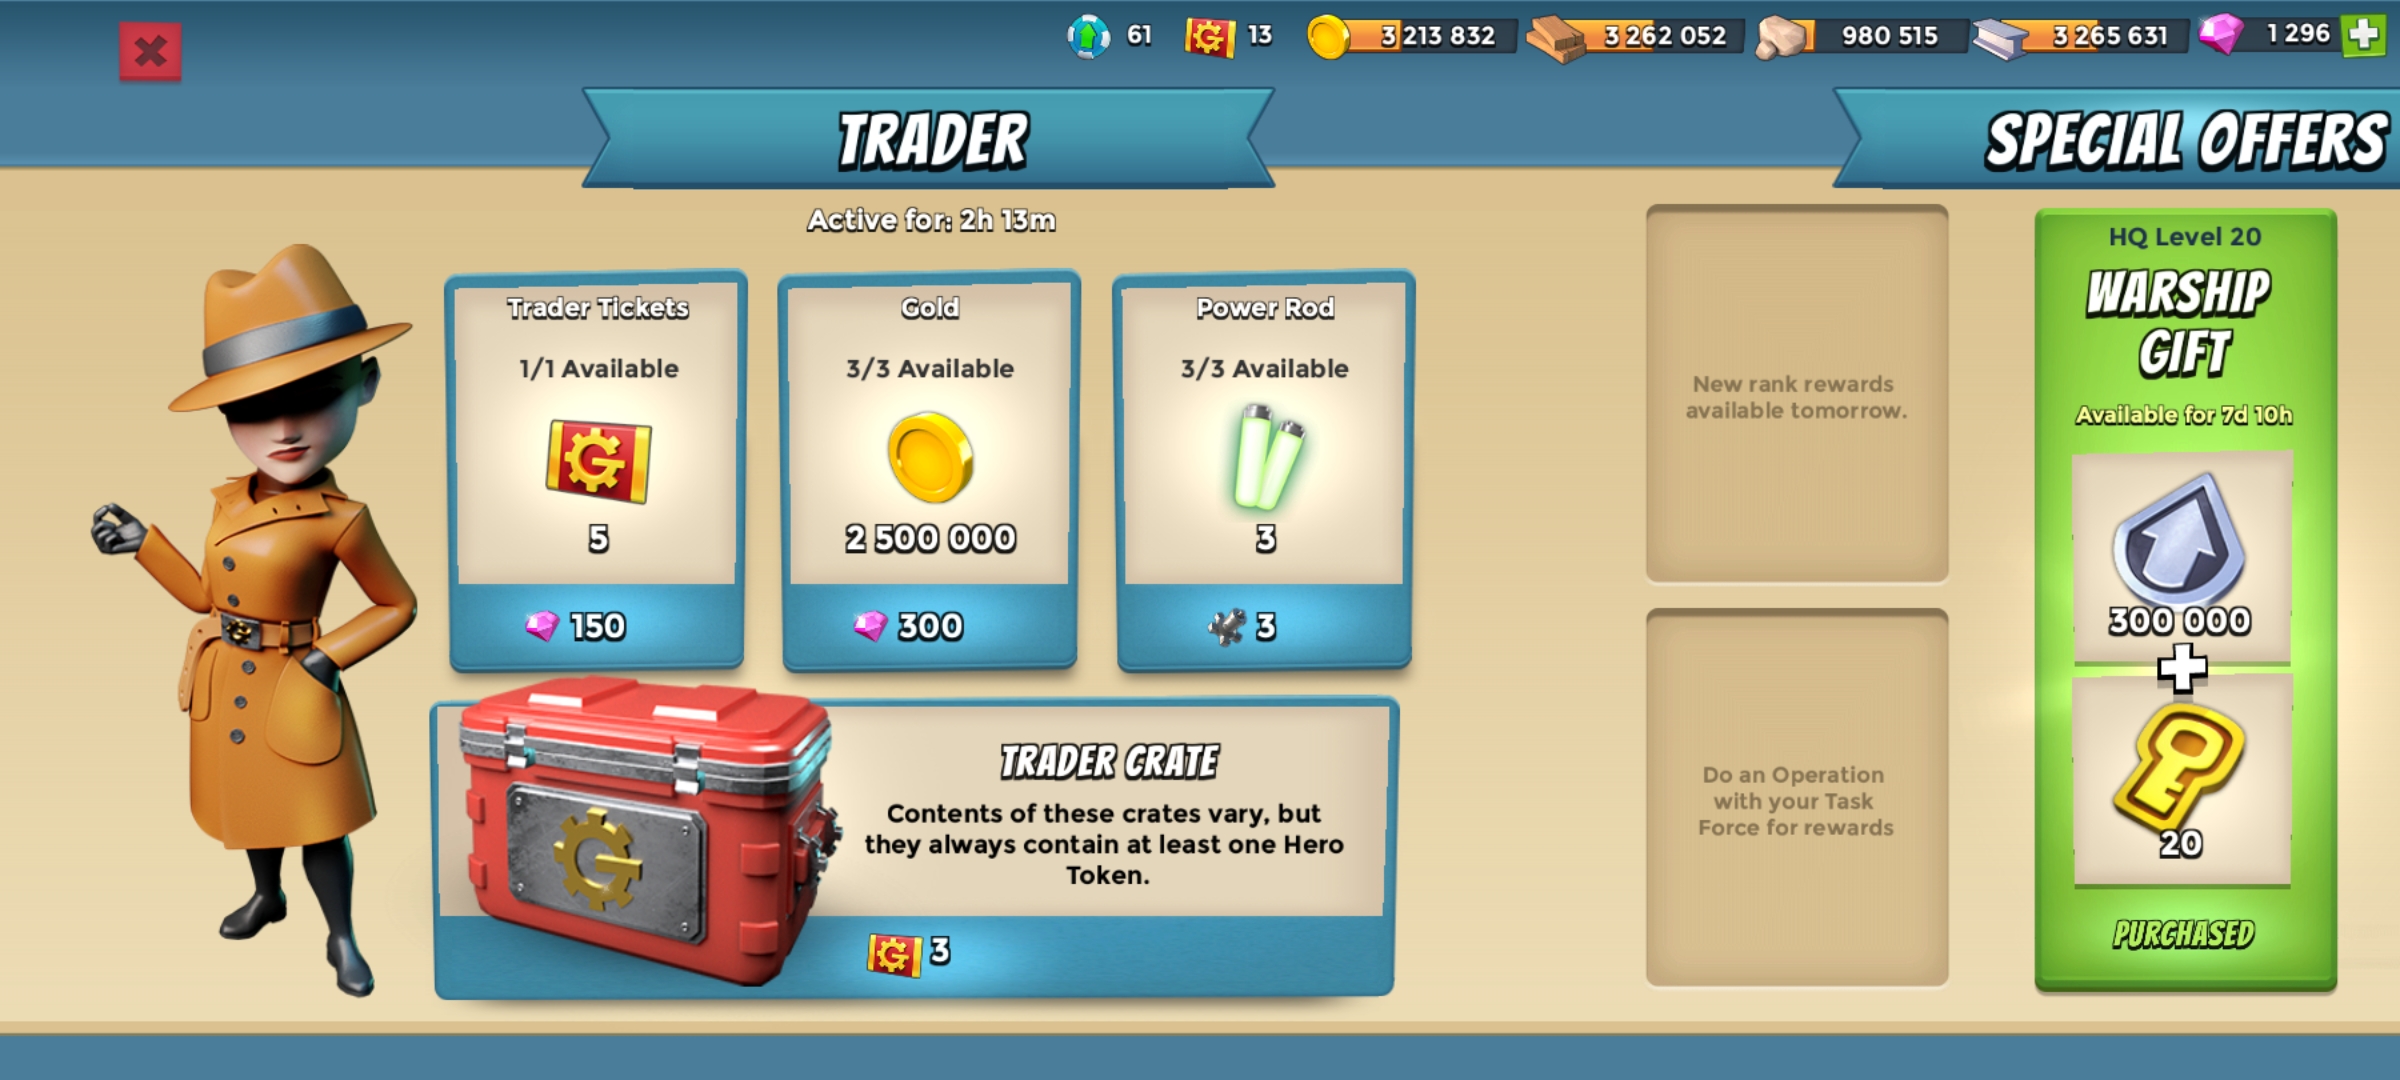 61
13
3 213 832
3 262 052
980 515
3 265 631
1 296
TRADER
SPECIAL OFFERS
Active for: 2h 13m
Trader Tickets
1/1 Available
5
150
Gold
3/3 Available
2 500 000
300
Power Rod
3/3 Available
3
3
TRADER CRATE
Contents of these crates vary, but
they always contain at least one Hero
Token.
G
3
New rank rewards
available tomorrow.
Do an Operation
with your Task
Force for rewards
HQ Level 20
WARSHIP
GIFT
Available for 7d 10h
300 000
20
PURCHASED